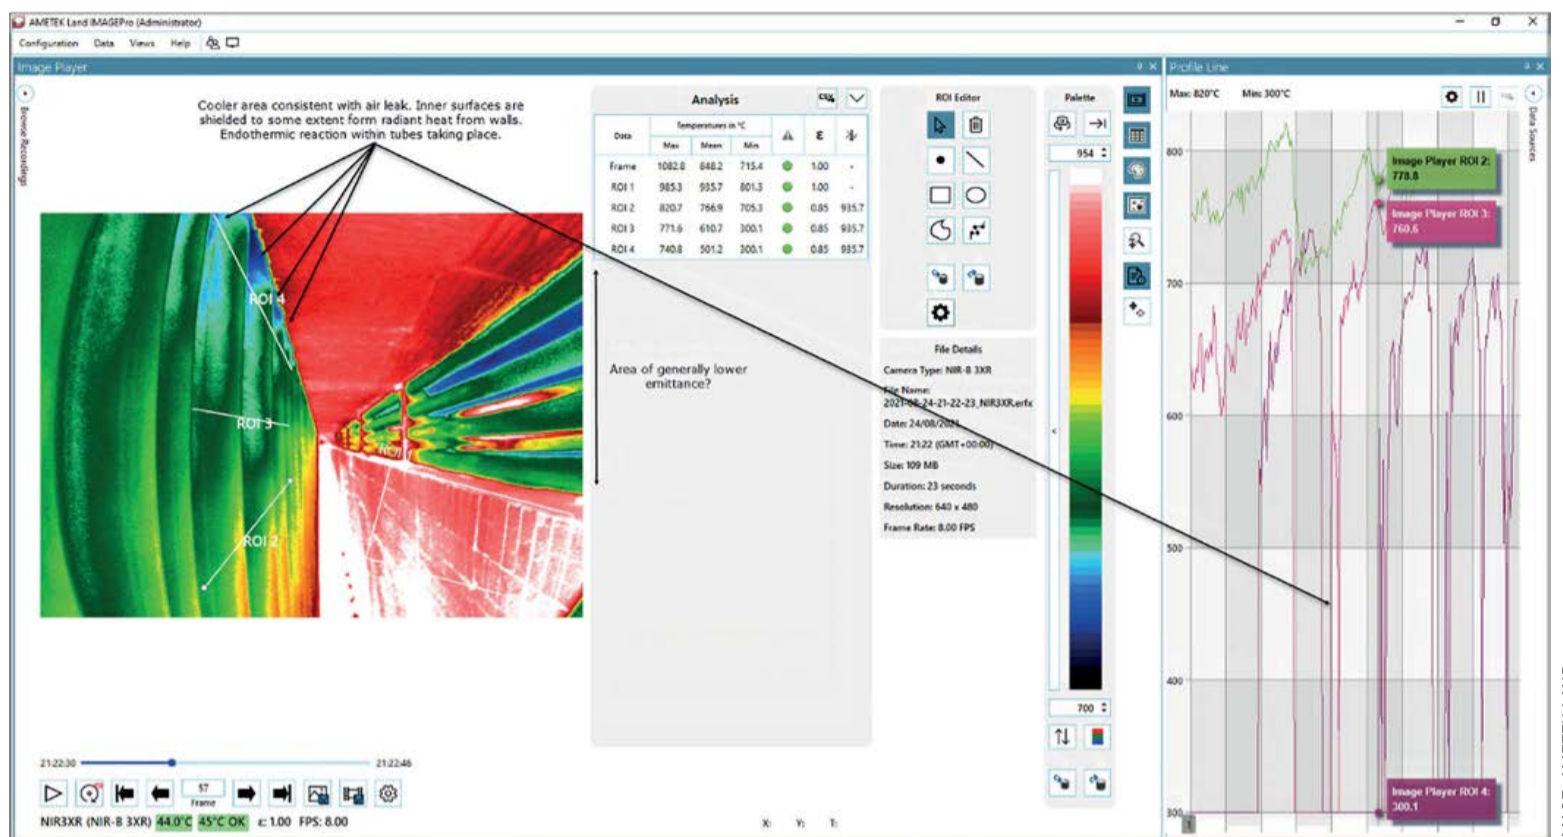 AMETEK Land IMAGEPro (Administrator)
Configuration Data Views Help
Image Player
Profile Line
Browse Recordings
Cooler area consistent with air leak. Inner surfaces are
shielded to some extent form radiant heat from walls.
Endothermic reaction within tubes taking place.
ROI 4
ROI 3
ROI 2
ROI
Analysis
Data Temperatures in °C ε
Max Mean Min
Frame 1082.8 848.2 715.4 1.00 -
ROI 1 985.3 935.7 801.3 1.00 -
ROI 2 820.7 766.9 705.3 0.85 935.7
ROI 3 771.6 610.7 300.1 0.85 935.7
ROI 4 740.8 501.2 300.1 0.85 935.7
Area of generally lower
emittance?
ROI Editor
File Details
Camera Type: NIR-B 3XR
File Name:
2021-08-24-21-22-23_NIR3XR.erfx
Date: 24/08/2021
Time: 21:22 (GMT+00:00)
Size: 109 MB
Duration: 23 seconds
Resolution: 640 x 480
Frame Rate: 8.00 FPS
Palette
954
<
700
Max: 820°C Min: 300°C
Data Sources
800
700
600
500
400
300
Image Player ROI 2:
778.8
Image Player ROI 3:
760.6
Image Player ROI 4:
300.1
1
21:22:30 21:22:46
57
Frame
NIR3XR (NIR-B 3XR) 44.0°C 45°C OK ε: 1.00 FPS: 8.00
X: Y: T: